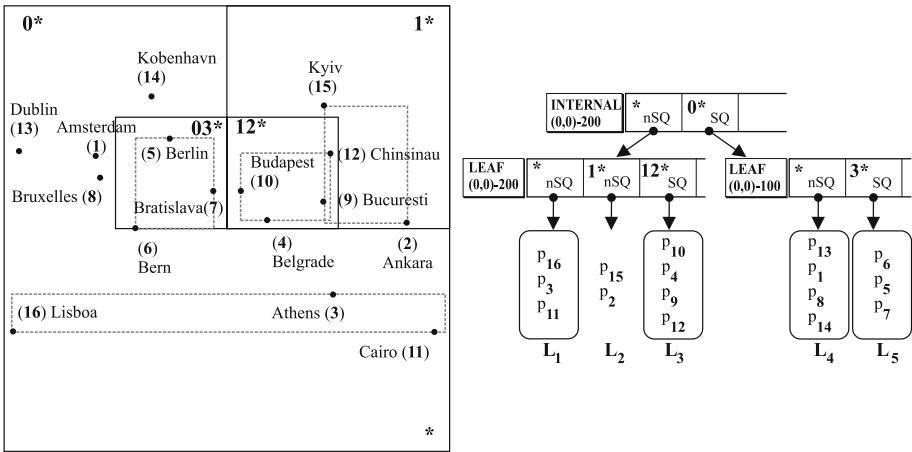 0*
1*
Kobenhavn
(14)
Kyiv
(15)
Dublin
(13)
Amsterdam
(1)
03*
12*
(5) Berlin
Budapest
(10)
(12) Chinsinau
Bruxelles (8)
Bratislava(7)
(9) Bucuresti
(6)
Bern
(4)
Belgrade
(2)
Ankara
(16) Lisboa
Athens (3)
Cairo (11)
*
INTERNAL
(0,0)-200
*
nSQ
0*
SQ
LEAF
(0,0)-200
*
nSQ
1*
nSQ
12*
SQ
LEAF
(0,0)-100
*
nSQ
3*
SQ
p16
p3
p11
L1
p15
p2
L2
p10
p4
p9
p12
L3
p13
p1
p8
p14
L4
p6
p5
p7
L5